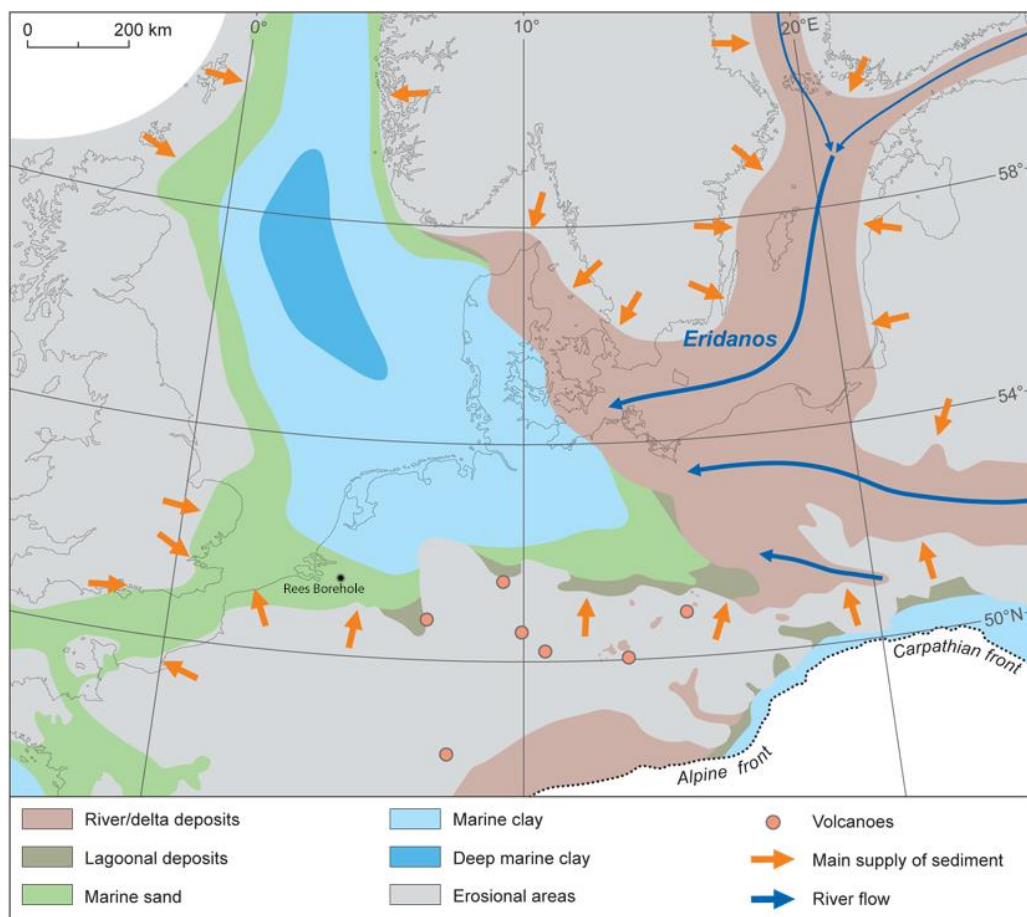 0 200 km
0°
10°
20°E
58°
Eridanos
54°
Rees Borehole
50°N
Carpathian front
Alpine front
River/delta deposits
Lagoonal deposits
Marine sand
Marine clay
Deep marine clay
Erosional areas
Volcanoes
Main supply of sediment
River flow